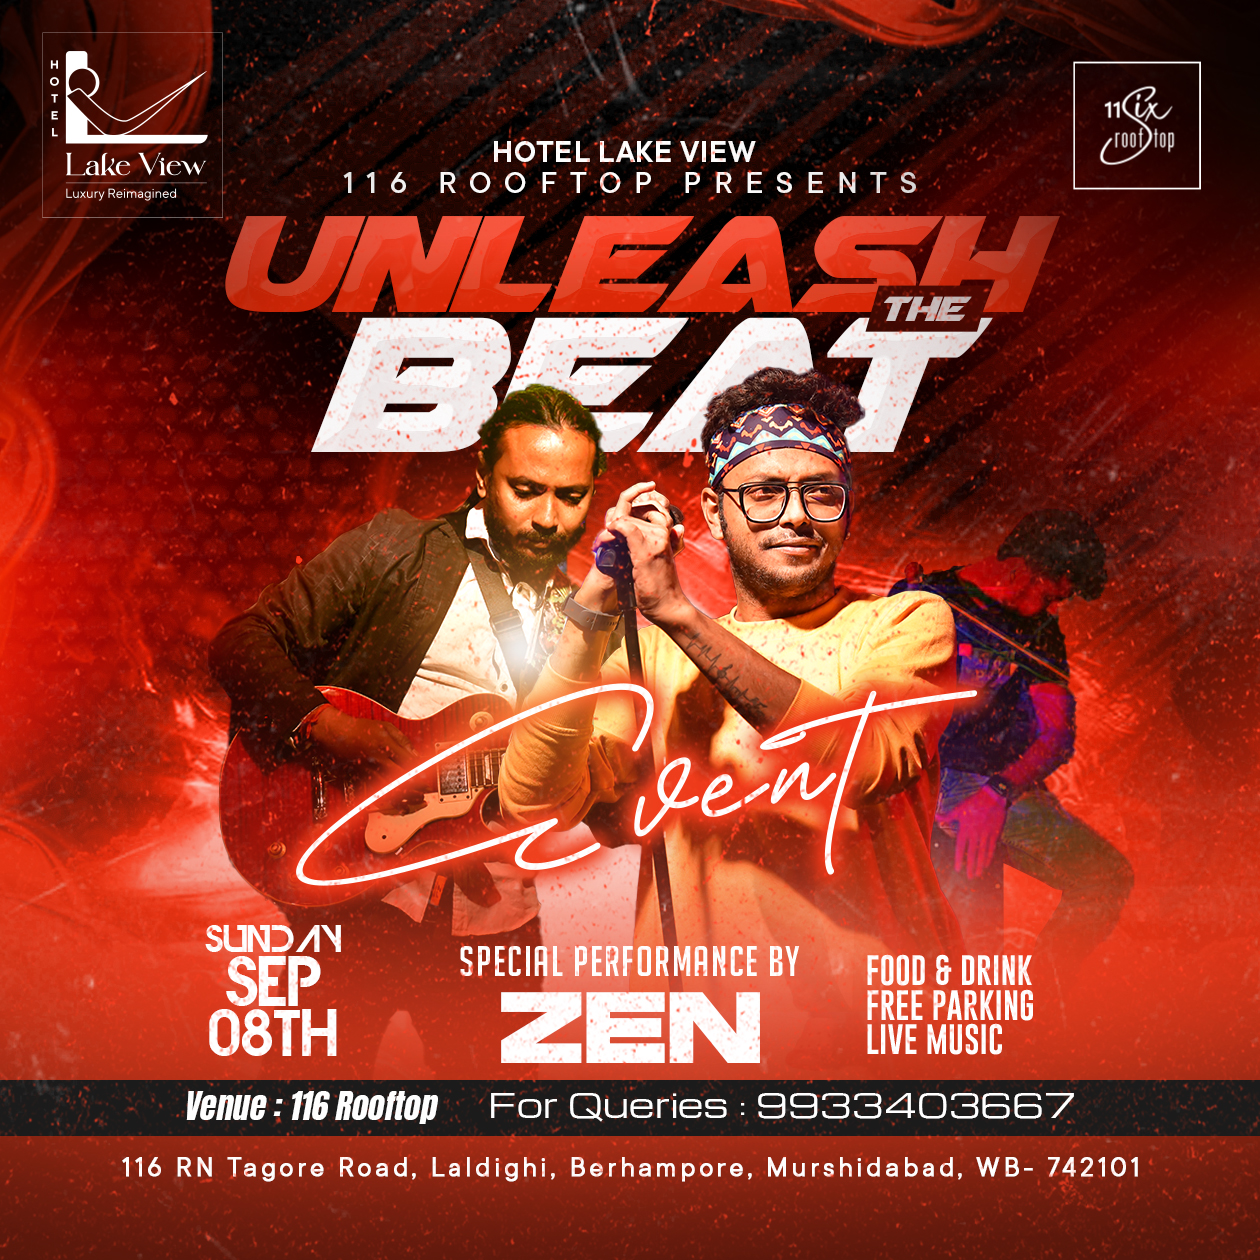 HOTEL
Lake View
Luxury Reimagined
11Six
rooftop
HOTEL LAKE VIEW
116 ROOFTOP PRESENTS
UNLEASH
THE
BEAT
Event
SUNDAY
SEP
08TH
SPECIAL PERFORMANCE BY
ZEN
FOOD & DRINK
FREE PARKING
LIVE MUSIC
Venue : 116 Rooftop
For Queries : 9933403667
116 RN Tagore Road, Laldighi, Berhampore, Murshidabad, WB- 742101